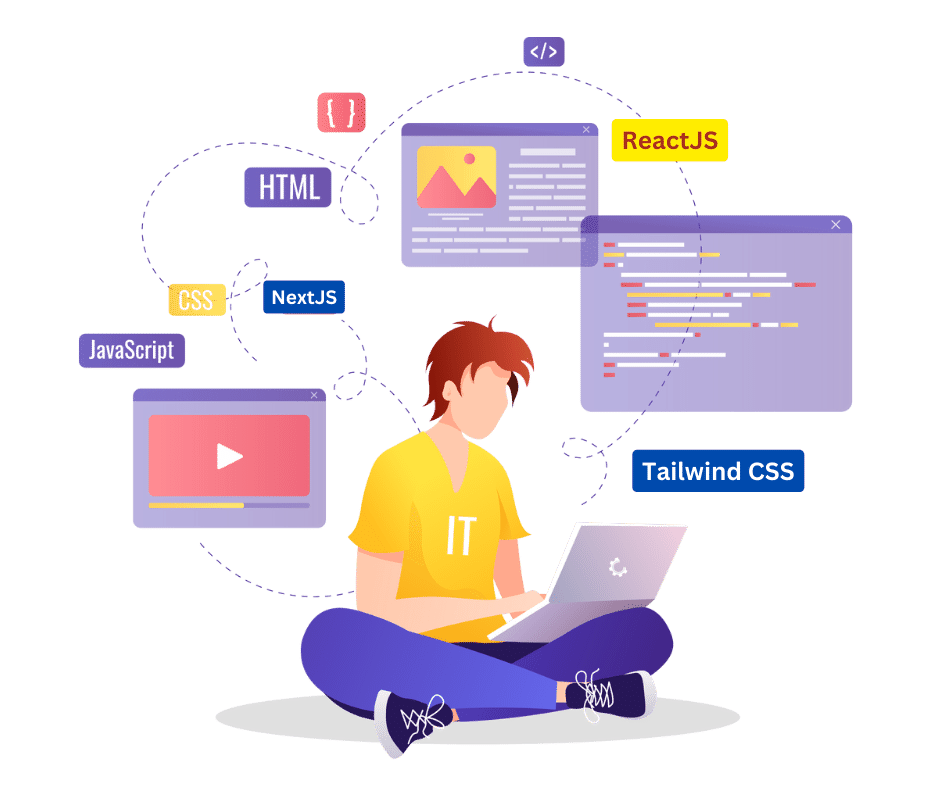 </>
{ }
ReactJS
HTML
CSS
NextJS
JavaScript
Tailwind CSS
IT